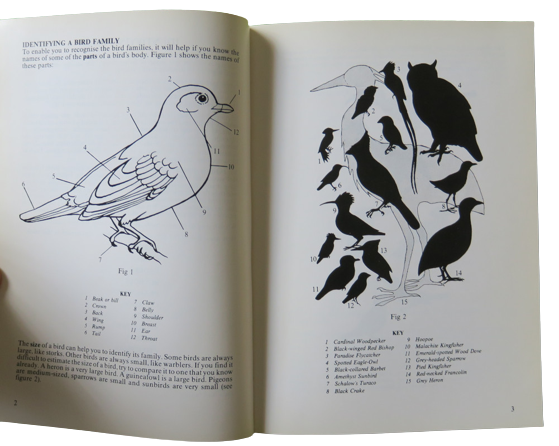 IDENTIFYING A BIRD FAMILY
To enable you to recognise the bird families, it will help if you know the
names of some of the parts of a bird's body. Figure 1 shows the names of
these parts:
2
1
3
12
4
11
10
5
6
9
8
7
Fig 1
KEY
1 Beak or bill
2 Crown
3 Back
4 Wing
5 Rump
6 Tail
7 Claw
8 Belly
9 Shoulder
10 Breast
11 Ear
12 Throat
The size of a bird can help you to identify its family. Some birds are always
large, like storks. Other birds are always small, like warblers. If you find it
difficult to estimate the size of a bird, try to compare it to one that you know
already. A heron is a very large bird. A guineafowl is a large bird. Pigeons
are medium-sized, sparrows are small and sunbirds are very small (see
figure 2).
2
2
3
4
5
1
6
7
8
9
10
11
12
13
14
15
Fig 2
KEY
1 Cardinal Woodpecker
2 Black-winged Red Bishop
3 Paradise Flycatcher
4 Spotted Eagle-Owl
5 Black-collared Barbet
6 Amethyst Sunbird
7 Schalow's Turaco
8 Black Crake
9 Hoopoe
10 Malachite Kingfisher
11 Emerald-spotted Wood Dove
12 Grey-headed Sparrow
13 Pied Kingfisher
14 Red-necked Francolin
15 Grey Heron
3